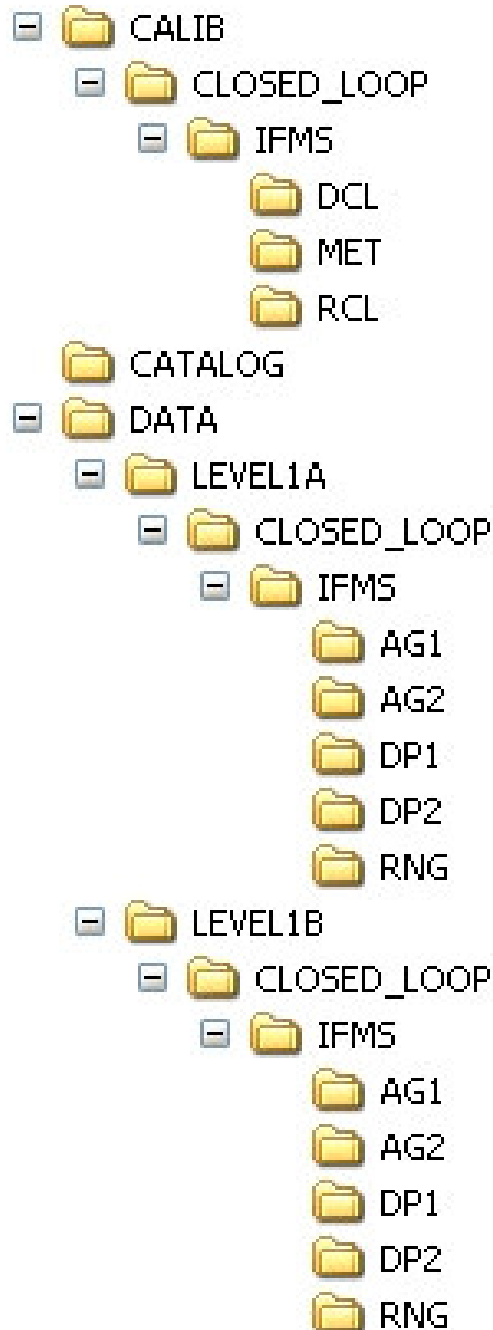 CALIB
CLOSED_LOOP
IFMS
DCL
MET
RCL
CATALOG
DATA
LEVEL1A
CLOSED_LOOP
IFMS
AG1
AG2
DP1
DP2
RNG
LEVEL1B
CLOSED_LOOP
IFMS
AG1
AG2
DP1
DP2
RNG